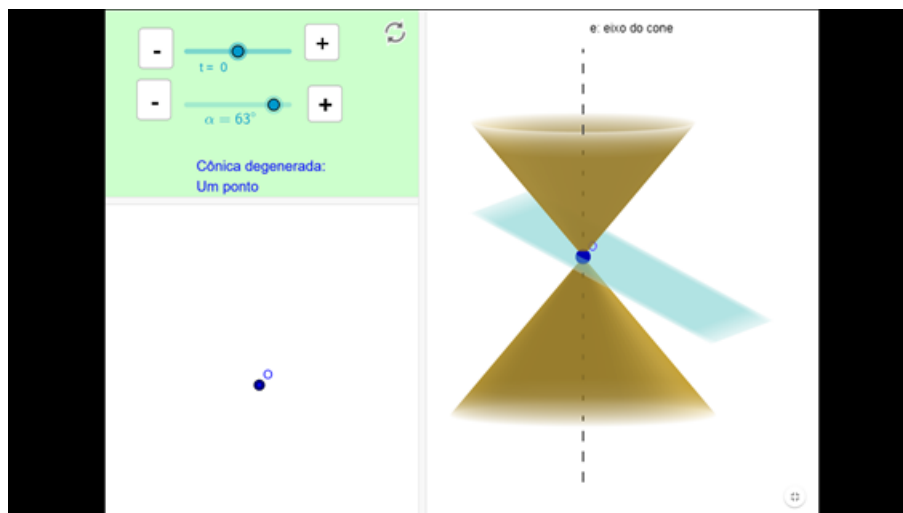 -
+
t = 0
-
+
α = 63°
Cônica degenerada:
Um ponto
e: eixo do cone
O
O